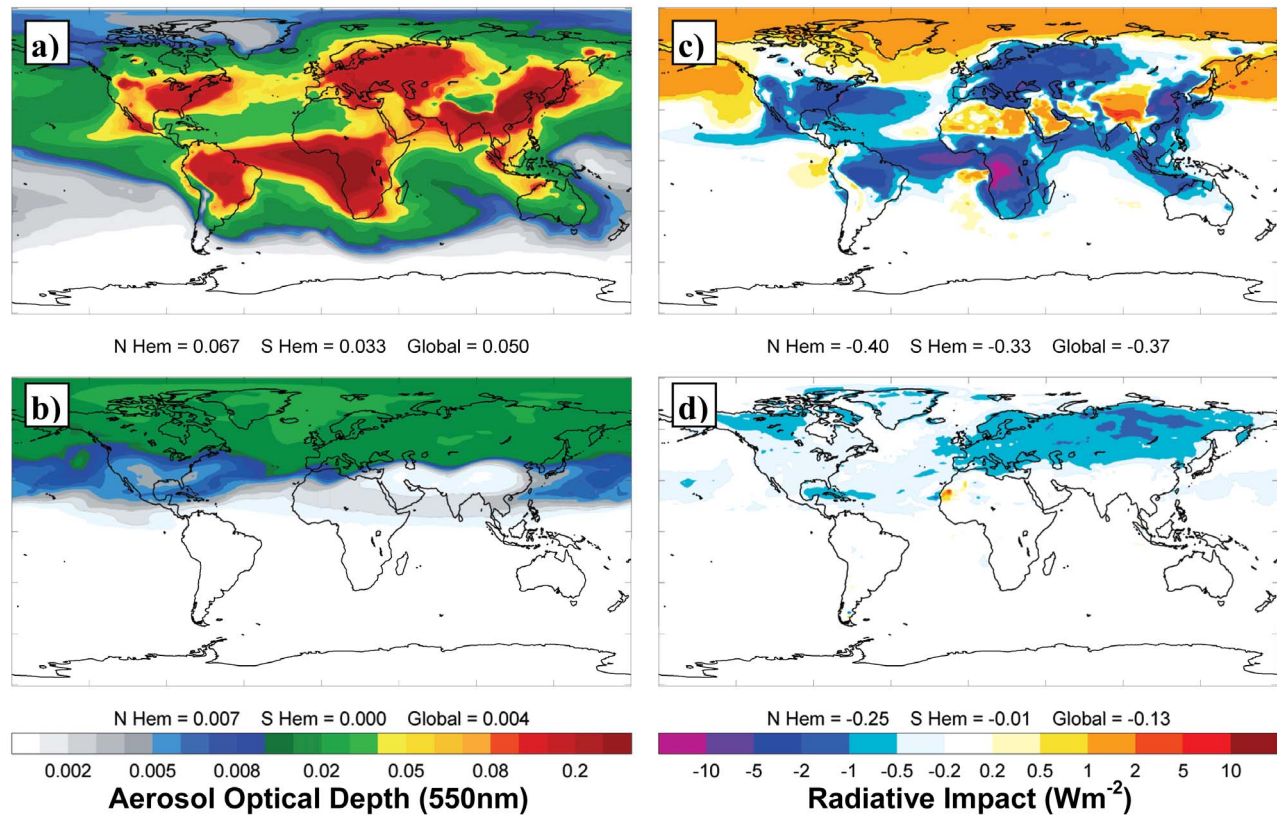 a)
N Hem = 0.067 S Hem = 0.033 Global = 0.050
c)
N Hem = -0.40 S Hem = -0.33 Global = -0.37
b)
N Hem = 0.007 S Hem = 0.000 Global = 0.004
0.002 0.005 0.008 0.02 0.05 0.08 0.2
Aerosol Optical Depth (550nm)
d)
N Hem = -0.25 S Hem = -0.01 Global = -0.13
-10 -5 -2 -1 -0.5 -0.2 0.2 0.5 1 2 5 10
Radiative Impact (Wm⁻²)